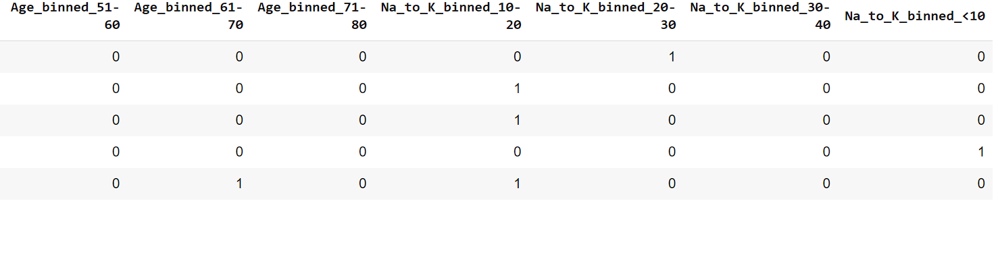 Age_binned_51- Age_binned_61- Age_binned_71- Na_to_K_binned_10- Na_to_K_binned_20- Na_to_K_binned_30- Na_to_K_binned_<10
60 70 80 20 30 40
0 0 0 0 1 0 0
0 0 0 1 0 0 0
0 0 0 1 0 0 0
0 0 0 0 0 0 1
0 1 0 1 0 0 0